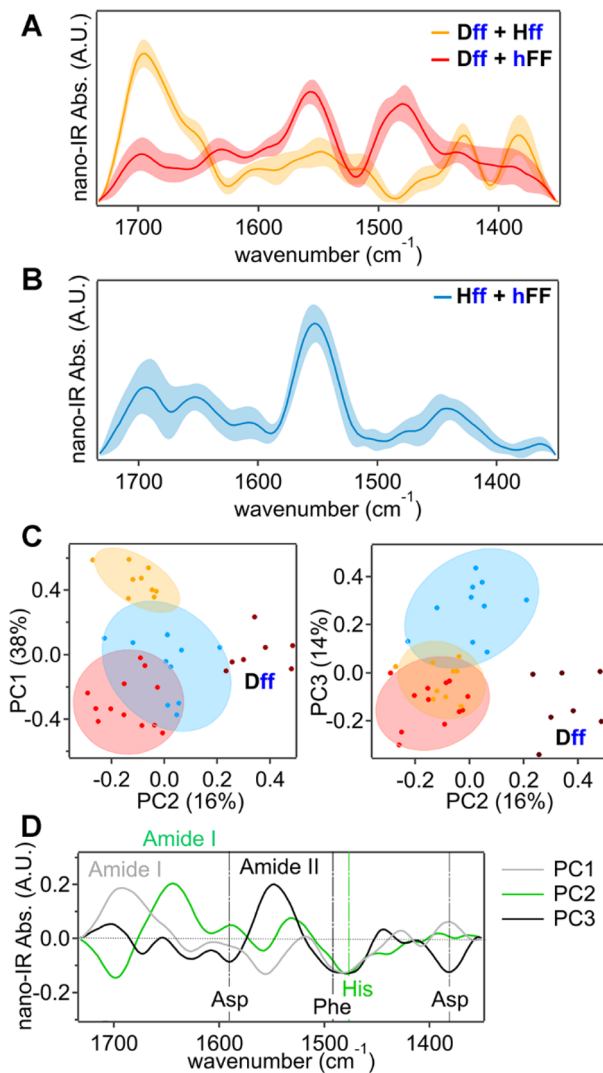 A
nano-IR Abs. (A.U.)
Dff + Hff
Dff + hFF
1700 1600 1500 1400
wavenumber (cm-1)
B
nano-IR Abs. (A.U.)
Hff + hFF
1700 1600 1500 1400
wavenumber (cm-1)
C
PC1 (38%)
0.4
0.0
-0.4
Dff
-0.2 0.0 0.2 0.4
PC2 (16%)
PC3 (14%)
0.4
0.2
0.0
-0.2
Dff
-0.2 0.0 0.2 0.4
PC2 (16%)
D
nano-IR Abs. (A.U.)
Amide I
Amide I
Amide II
0.2
0.0
-0.2
Asp
Phe
His
Asp
PC1
PC2
PC3
1700 1600 1500 1400
wavenumber (cm-1)